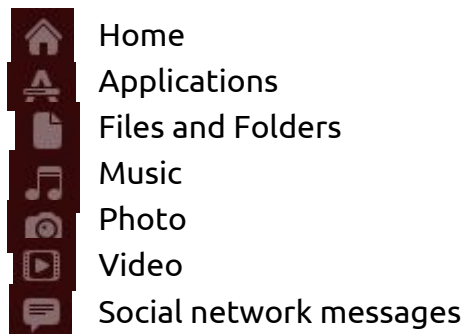 Home
Applications
Files and Folders
Music
Photo
Video
Social network messages